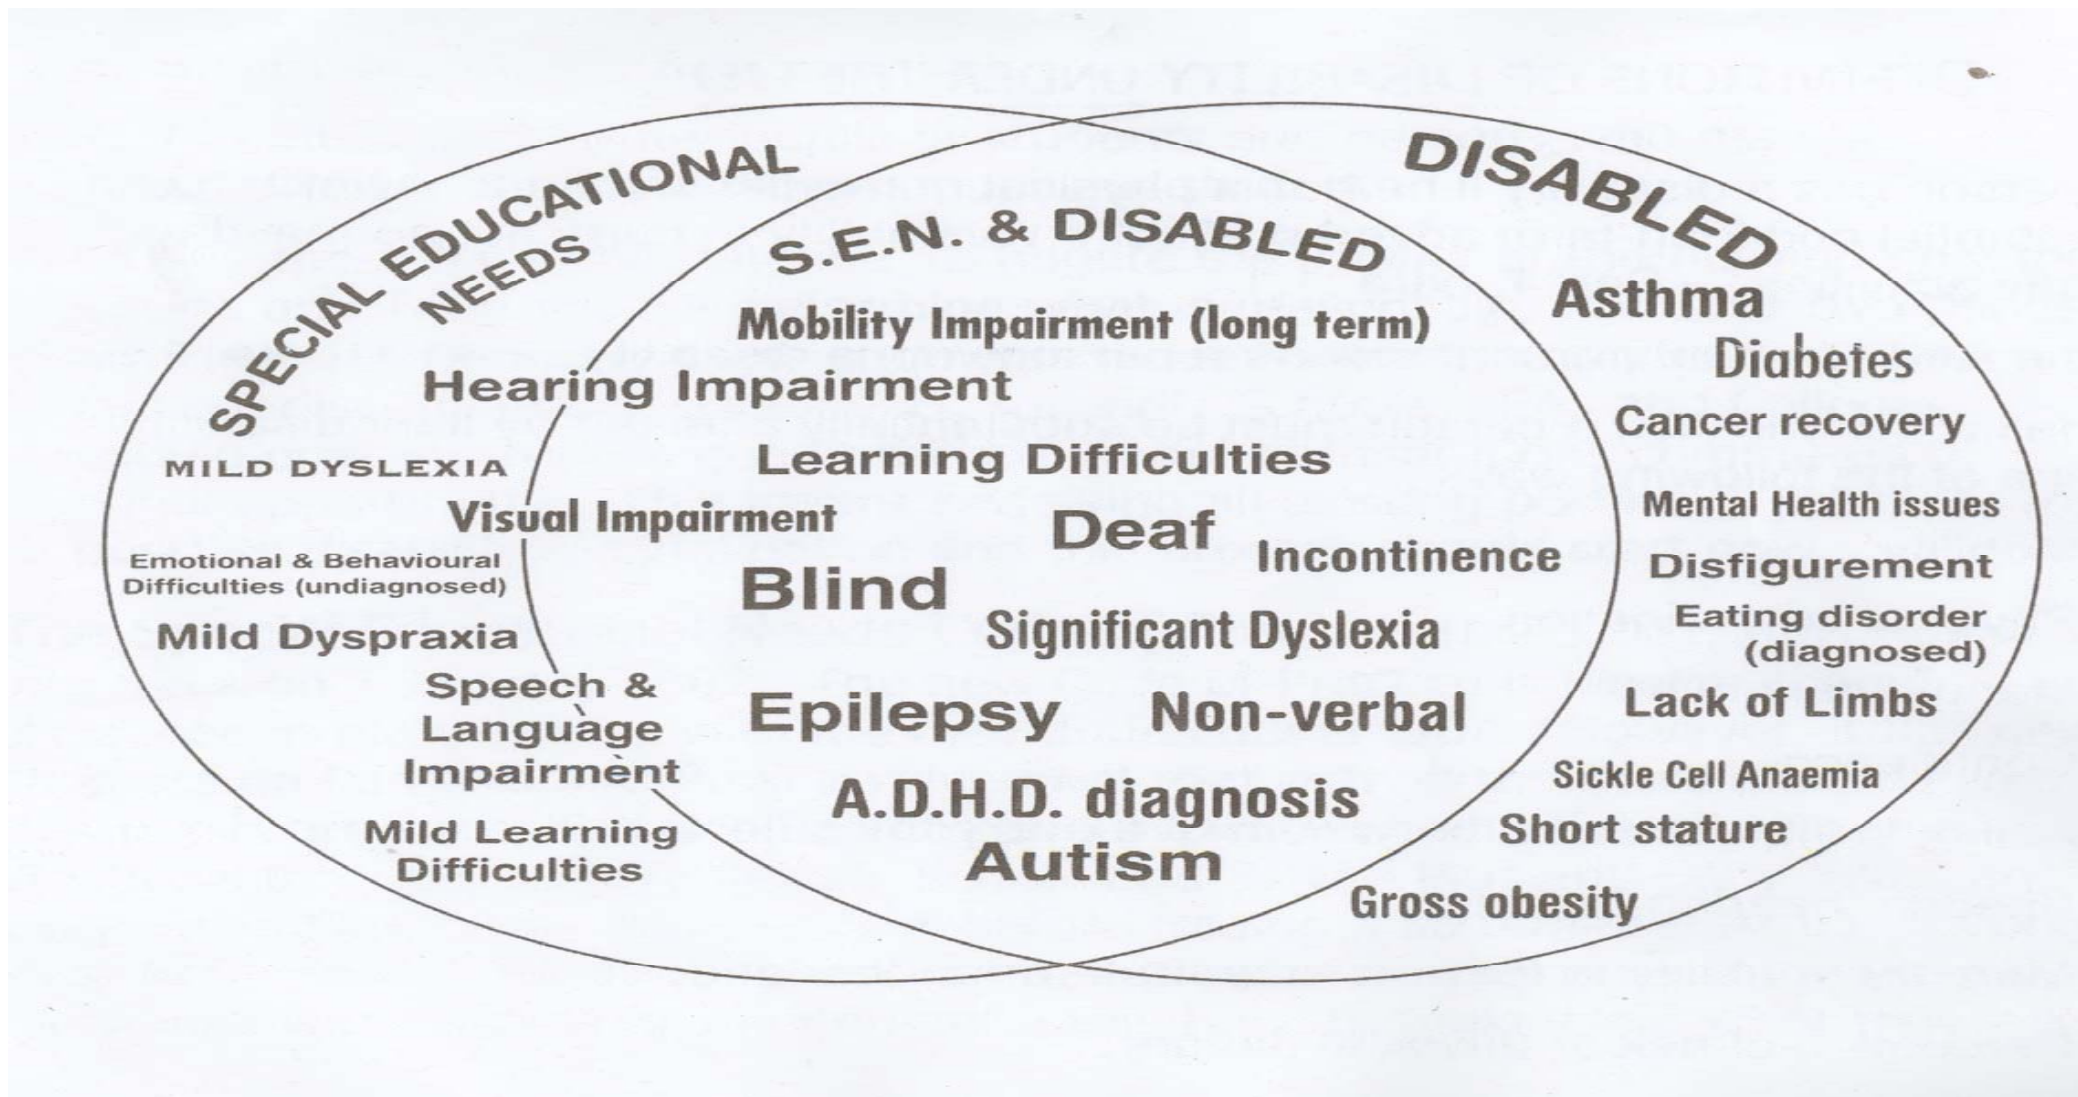 SPECIAL EDUCATIONAL
NEEDS
S.E.N. & DISABLED
DISABLED
Mobility Impairment (long term)
Hearing Impairment
MILD DYSLEXIA
Learning Difficulties
Visual Impairment
Deaf
Incontinence
Emotional & Behavioural
Difficulties (undiagnosed)
Blind
Mild Dyspraxia
Significant Dyslexia
Speech &
Language
Impairment
Epilepsy
Non-verbal
A.D.H.D. diagnosis
Mild Learning
Difficulties
Autism
Asthma
Diabetes
Cancer recovery
Mental Health issues
Disfigurement
Eating disorder
(diagnosed)
Lack of Limbs
Sickle Cell Anaemia
Short stature
Gross obesity